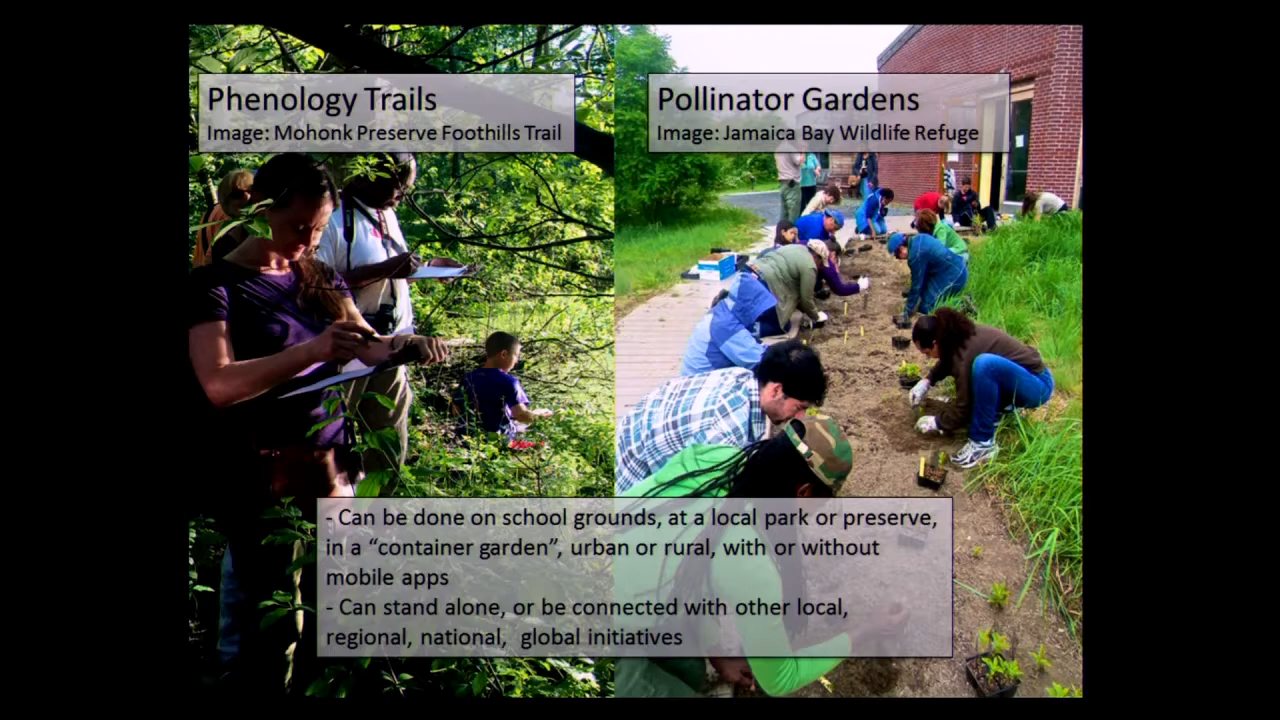 Phenology Trails
Image: Mohonk Preserve Foothills Trail
Pollinator Gardens
Image: Jamaica Bay Wildlife Refuge
- Can be done on school grounds, at a local park or preserve,
in a “container garden”, urban or rural, with or without
mobile apps
- Can stand alone, or be connected with other local,
regional, national,  global initiatives